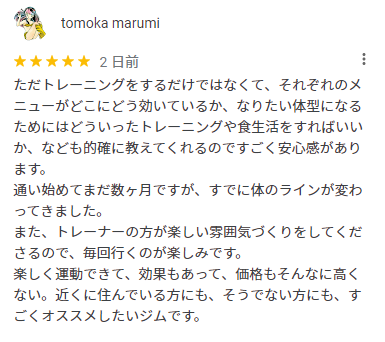 tomoka marumi
2 日前
ただトレーニングをするだけではなくて、それぞれのメ
ニューがどこにどう効いているか、なりたい体型になる
ためにはどういったトレーニングや食生活をすればいい
か、なども的確に教えてくれるのですごく安心感があり
ます。
通い始めてまだ数ヶ月ですが、すでに体のラインが変わ
ってきました。
また、トレーナーの方が楽しい雰囲気づくりをしてくだ
さるので、毎回行くのが楽しみです。
楽しく運動できて、効果もあって、価格もそんなに高く
ない。近くに住んでいる方にも、そうでない方にも、す
ごくオススメしたいジムです。